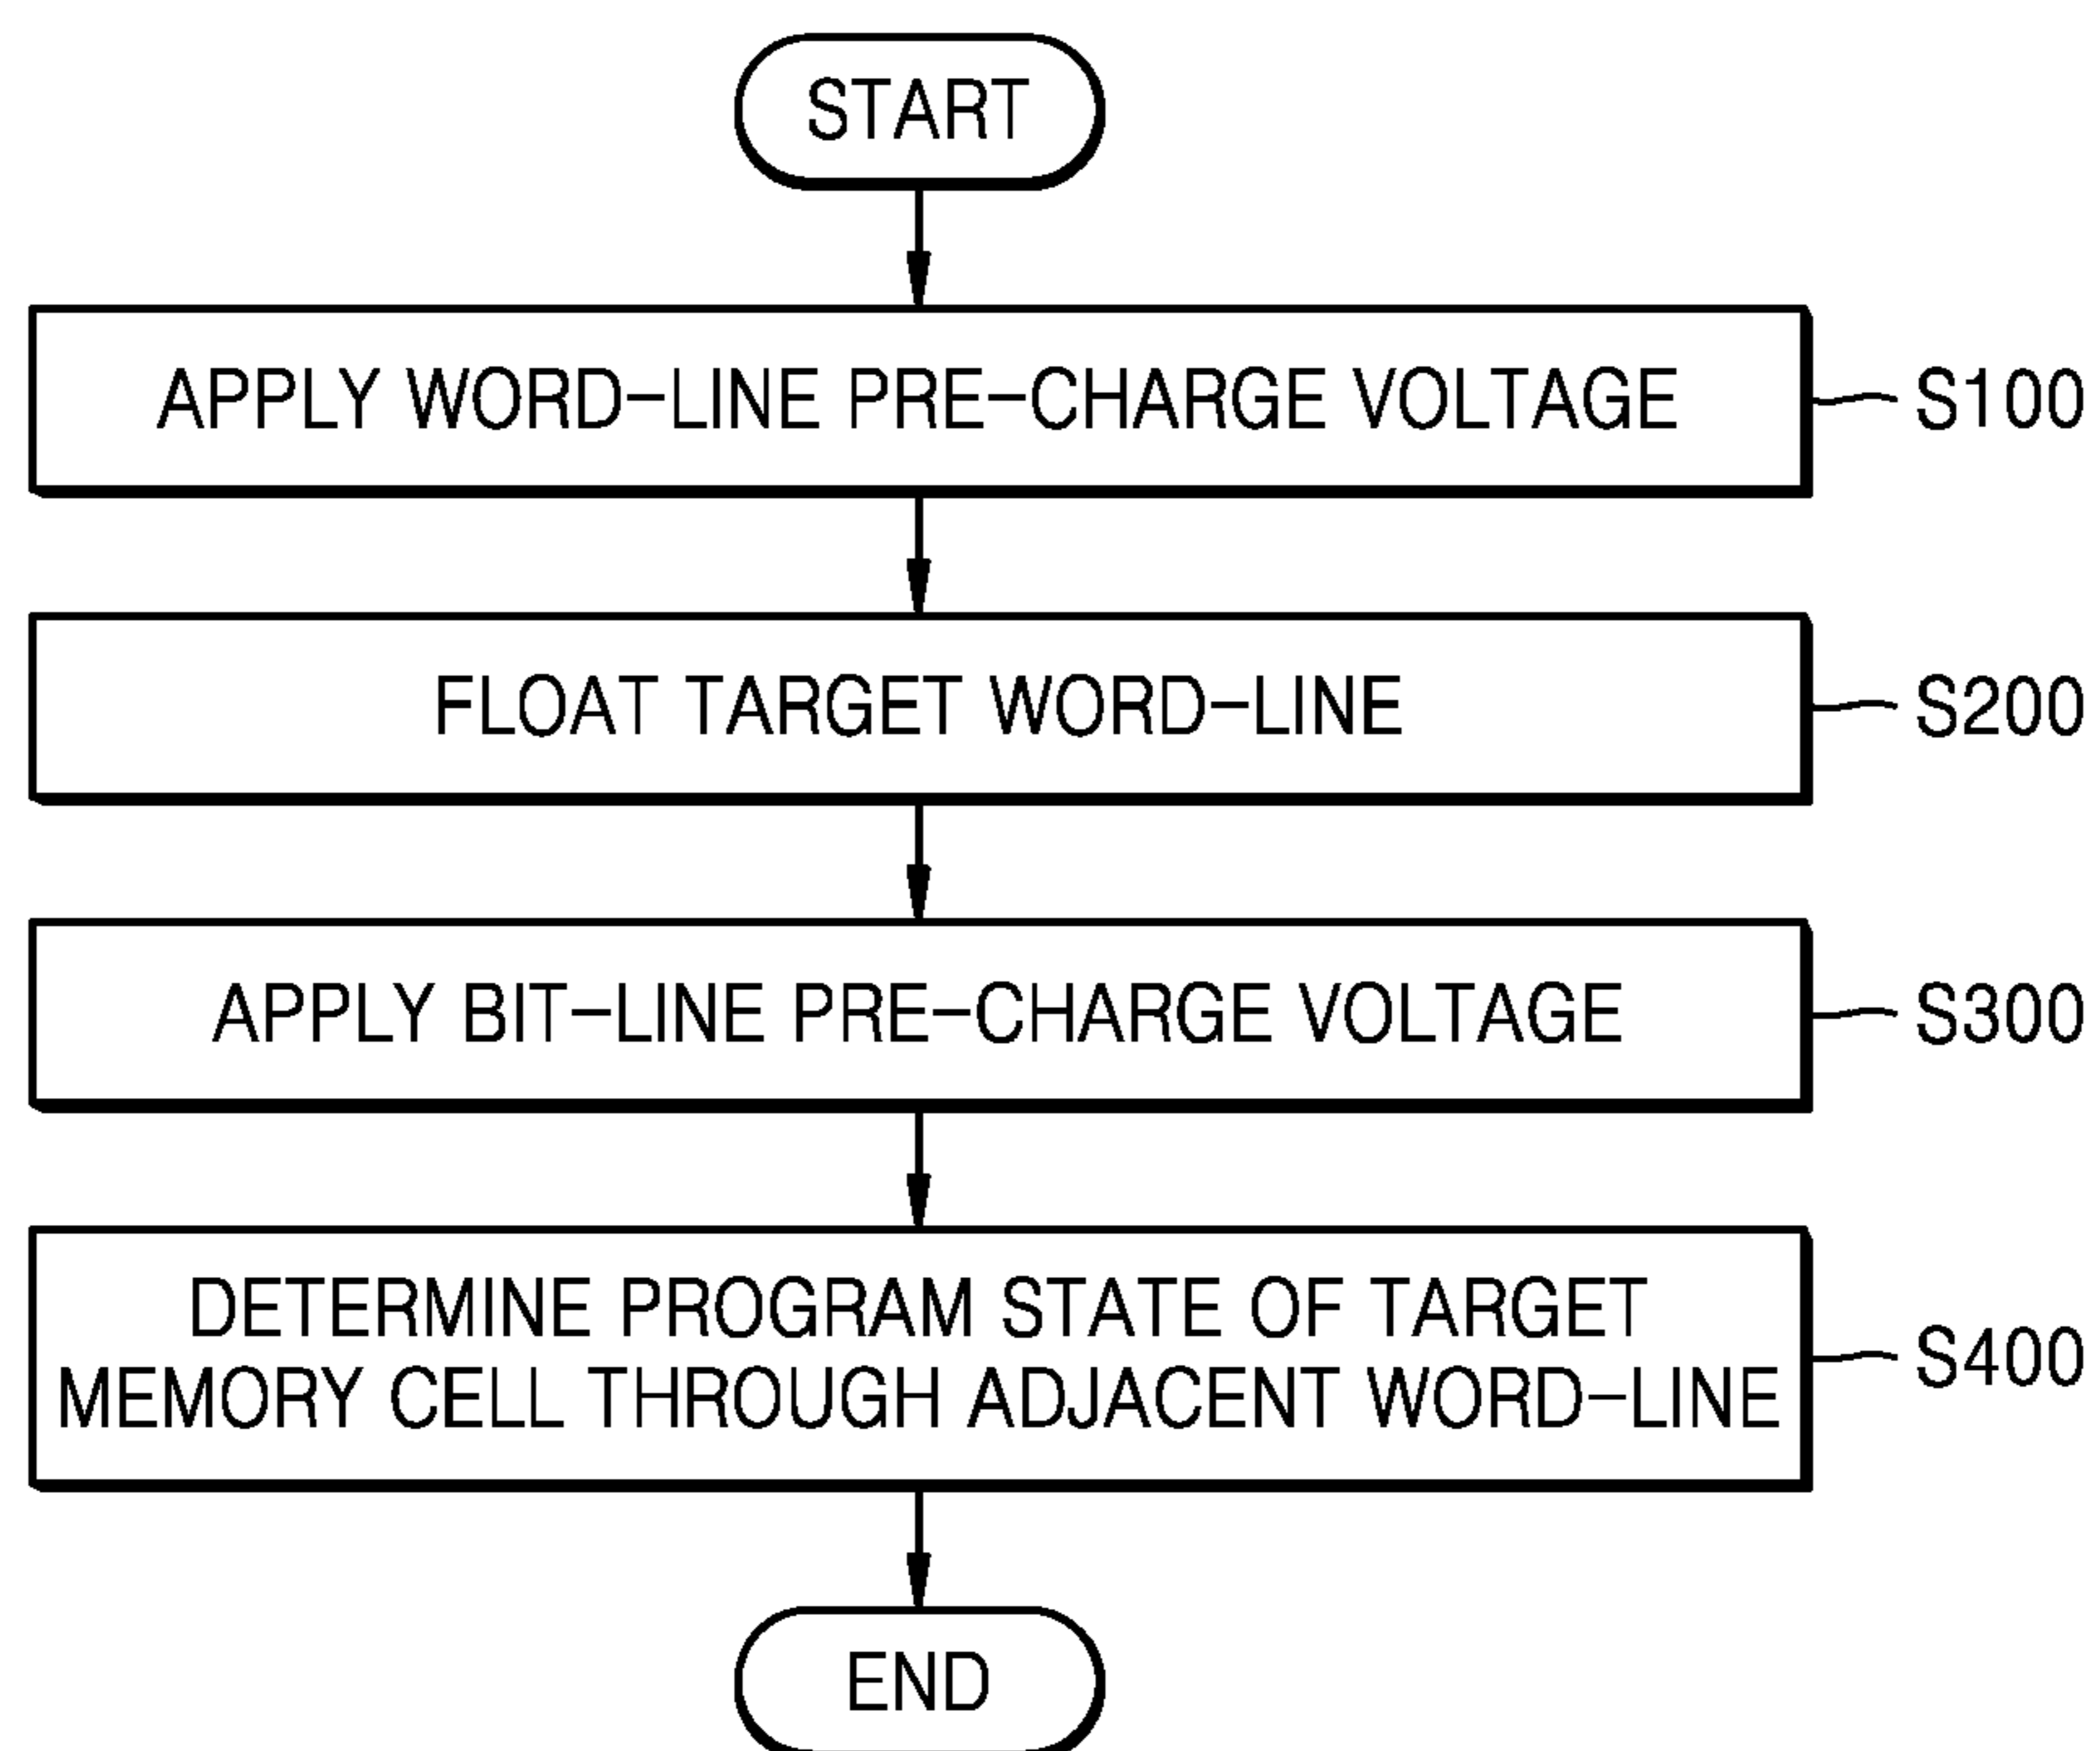 START
APPLY WORD-LINE PRE-CHARGE VOLTAGE
S100
FLOAT TARGET WORD-LINE
S200
APPLY BIT-LINE PRE-CHARGE VOLTAGE
S300
DETERMINE PROGRAM STATE OF TARGET
MEMORY CELL THROUGH ADJACENT WORD-LINE
S400
END